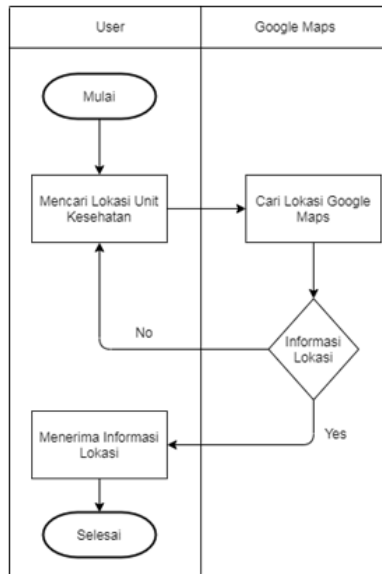 User
Google Maps
Mulai
Mencari Lokasi Unit
Kesehatan
Cari Lokasi Google
Maps
Informasi
Lokasi
No
Yes
Menerima Informasi
Lokasi
Selesai